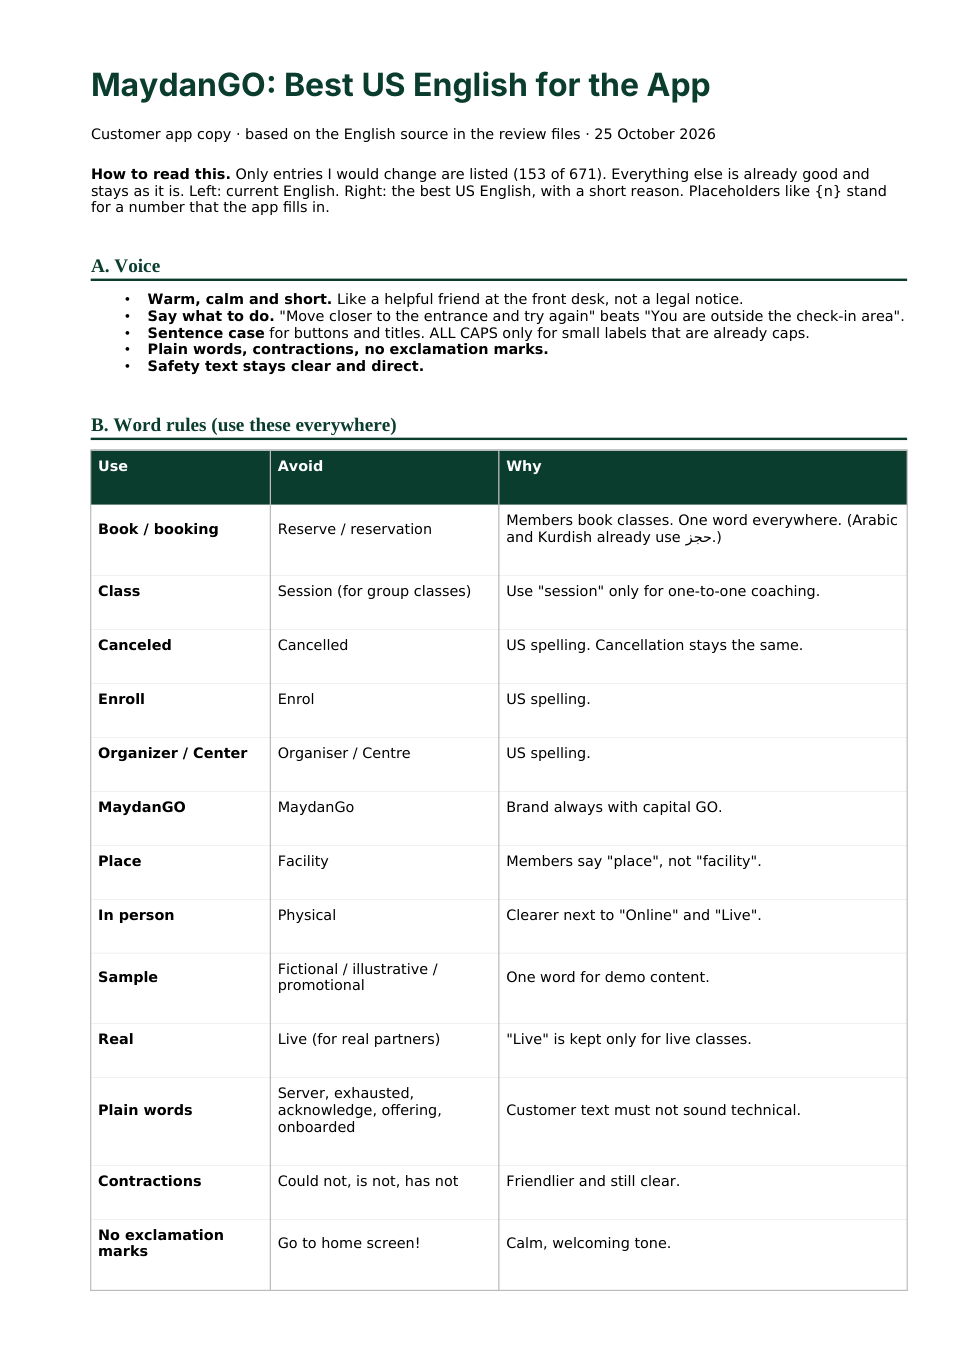 MaydanGO: Best US English for the App
Customer app copy · based on the English source in the review files · 25 October 2026
How to read this. Only entries I would change are listed (153 of 671). Everything else is already good and
stays as it is. Left: current English. Right: the best US English, with a short reason. Placeholders like {n} stand
for a number that the app fills in.
A. Voice
• Warm, calm and short. Like a helpful friend at the front desk, not a legal notice.
• Say what to do. "Move closer to the entrance and try again" beats "You are outside the check-in area".
• Sentence case for buttons and titles. ALL CAPS only for small labels that are already caps.
• Plain words, contractions, no exclamation marks.
• Safety text stays clear and direct.
B. Word rules (use these everywhere)
Use Avoid Why
Book / booking Reserve / reservation Members book classes. One word everywhere. (Arabic
and Kurdish already use حجز.)
Class Session (for group classes) Use "session" only for one-to-one coaching.
Canceled Cancelled US spelling. Cancellation stays the same.
Enroll Enrol US spelling.
Organizer / Center Organiser / Centre US spelling.
MaydanGO MaydanGo Brand always with capital GO.
Place Facility Members say "place", not "facility".
In person Physical Clearer next to "Online" and "Live".
Sample Fictional / illustrative /
promotional One word for demo content.
Real Live (for real partners) "Live" is kept only for live classes.
Plain words Server, exhausted,
acknowledge, offering,
onboarded Customer text must not sound technical.
Contractions Could not, is not, has not Friendlier and still clear.
No exclamation
marks Go to home screen! Calm, welcoming tone.